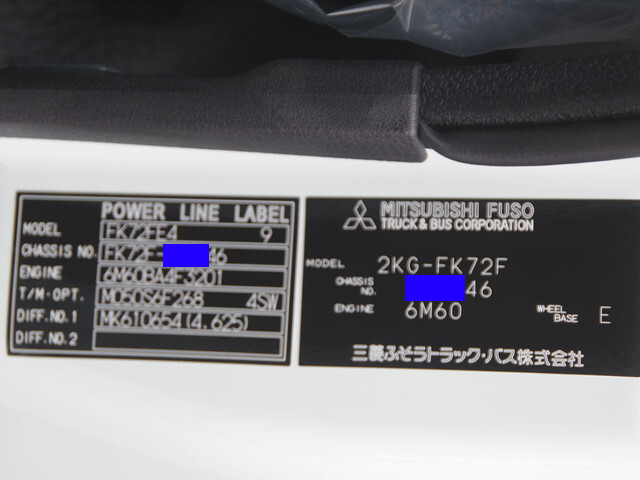 POWER LINE LABEL
MODEL FK72FE4 9
CHASSIS NO. FK72F- 46
ENGINE 6M60BA4F3201
T/M-OPT. M050S6F268 4SW
DIFF.NO.1 MK610654(4.625)
DIFF.NO.2
MITSUBISHI FUSO
TRUCK & BUS CORPORATION
MODEL 2KG-FK72F
CHASSIS NO. 46
ENGINE 6M60 WHEEL BASE E
三菱ふそうトラック・バス株式会社